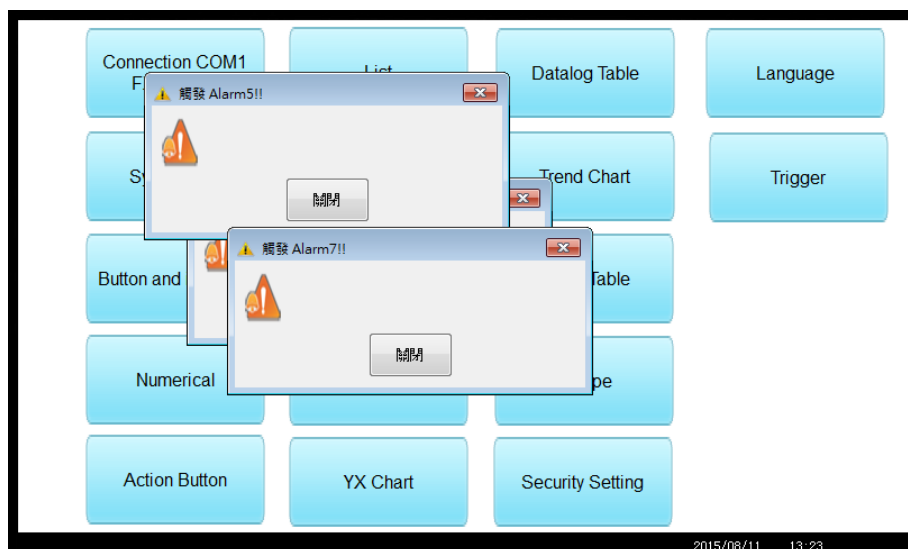 Connection COM1
List
Datalog Table
Language
觸發 Alarm5!!
關閉
Trend Chart
Trigger
Button and
觸發 Alarm7!!
Table
關閉
Numerical
Action Button
YX Chart
Security Setting
2015/08/11 13:23